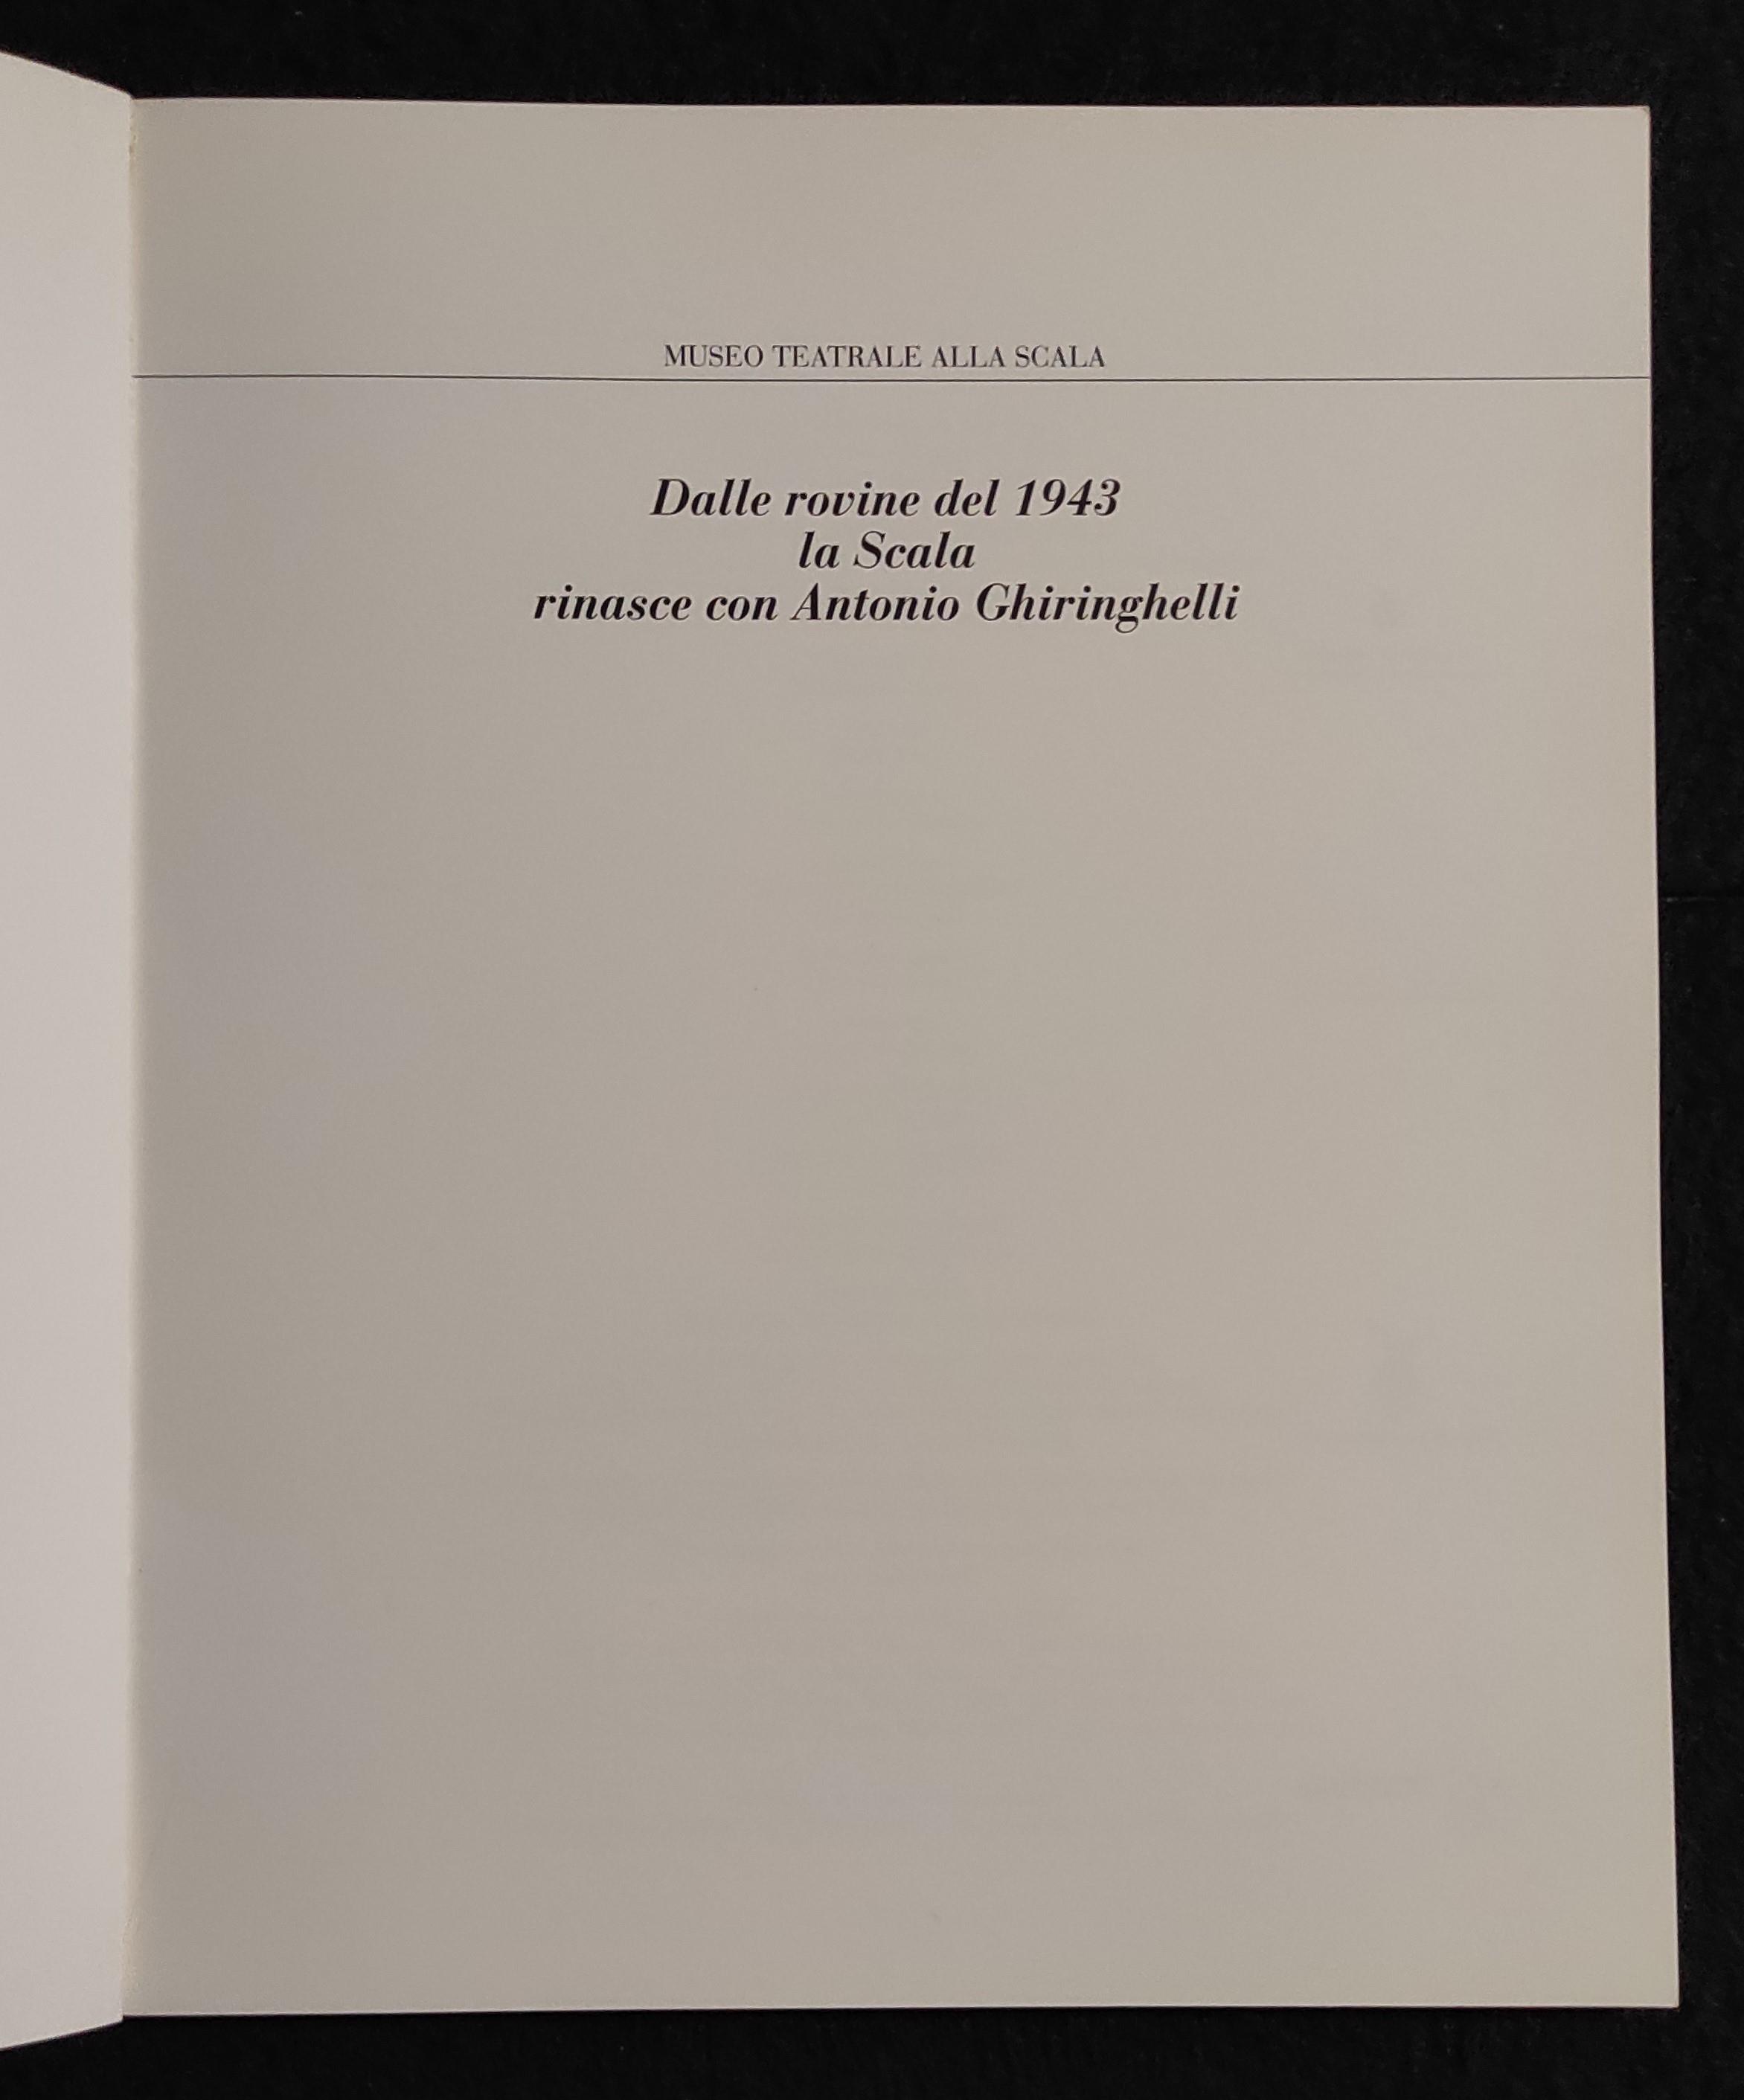 MUSEO TEATRALE ALLA SCALA
Dalle rovine del 1943
la Scala
rinasce con Antonio Ghiringhelli